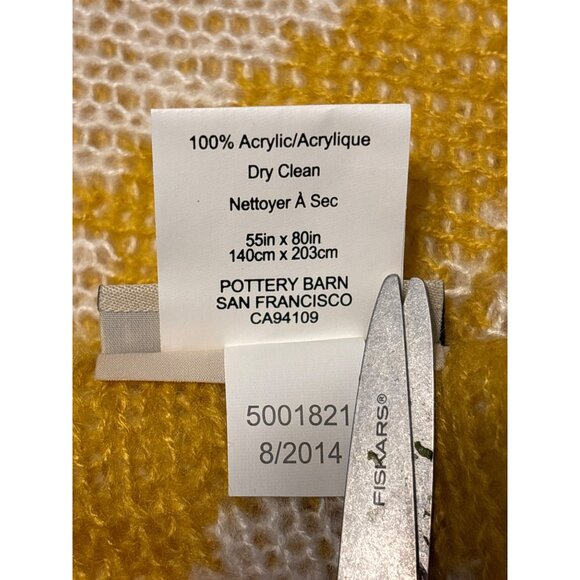 100% Acrylic/Acrylique
Dry Clean
Nettoyer À Sec
55in x 80in
140cm x 203cm
POTTERY BARN
SAN FRANCISCO
CA94109
5001821
8/2014
FISKARS®